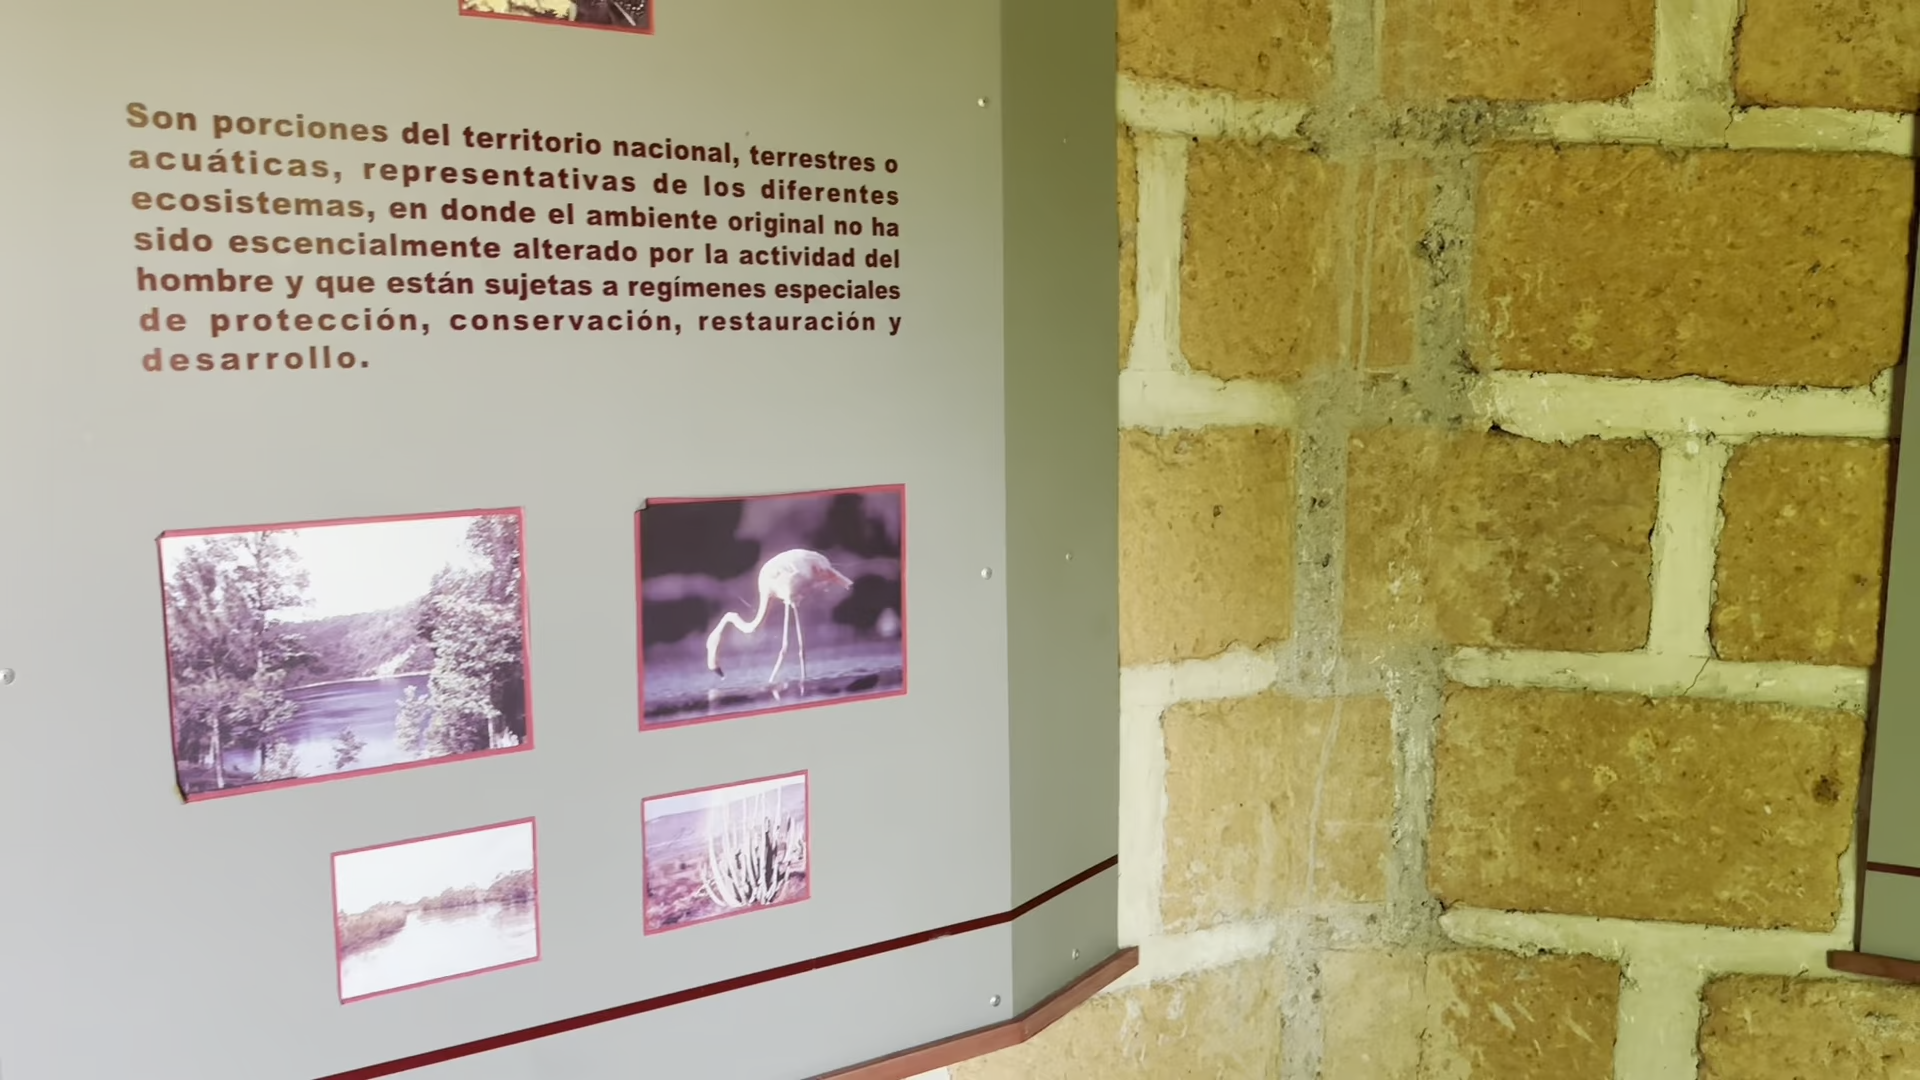 Son porciones del territorio nacional, terrestres o
acuáticas, representativas de los diferentes
ecosistemas, en donde el ambiente original no ha
sido escencialmente alterado por la actividad del
hombre y que están sujetas a regímenes especiales
de protección, conservación, restauración y
desarrollo.